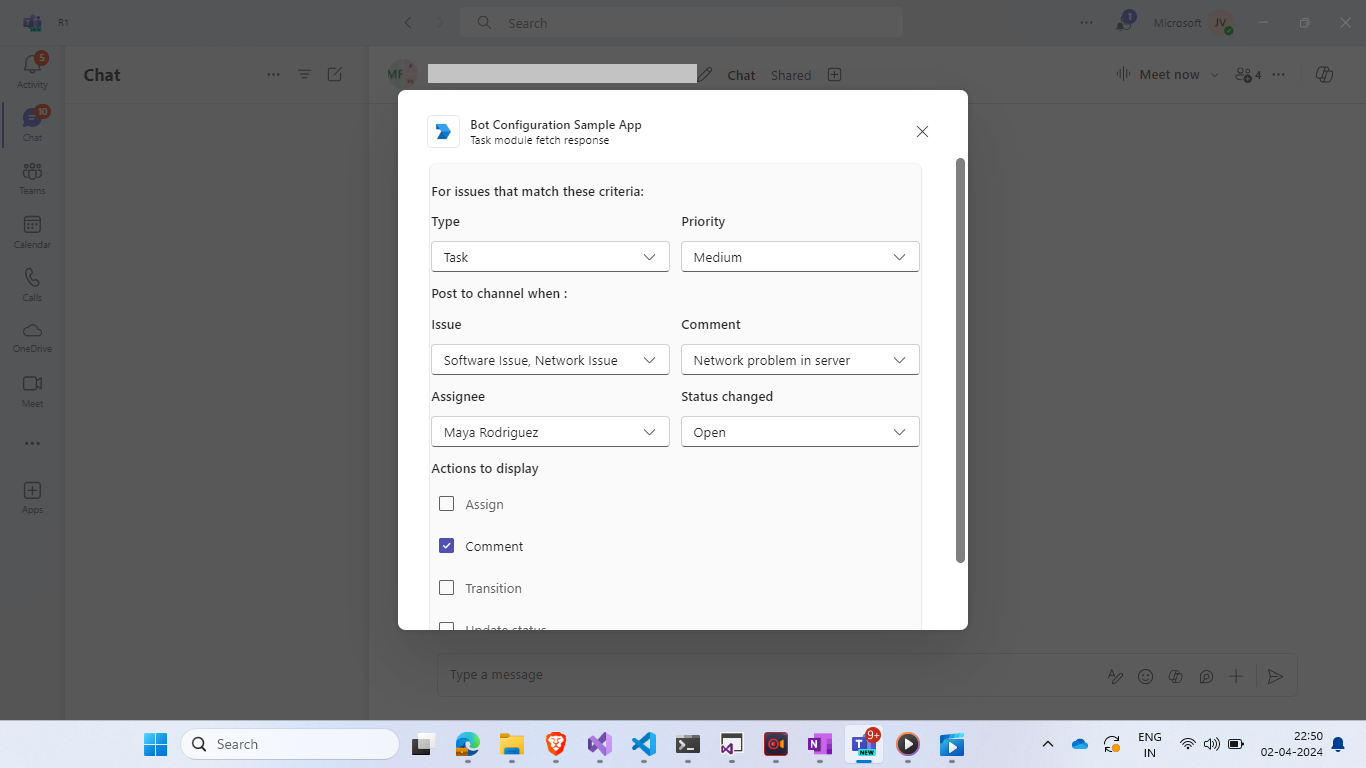 R1
Search
1
Microsoft
JV
5
Activity
10
Chat
Teams
Calendar
Calls
OneDrive
Meet
Apps
Chat
MF
Chat
Shared
Meet now
4
Bot Configuration Sample App
Task module fetch response
For issues that match these criteria:
Type
Priority
Task
Medium
Post to channel when :
Issue
Comment
Software Issue, Network Issue
Network problem in server
Assignee
Status changed
Maya Rodriguez
Open
Actions to display
Assign
Comment
Transition
Update status
Type a message
Search
9+
NEW
ENG
IN
22:50
02-04-2024